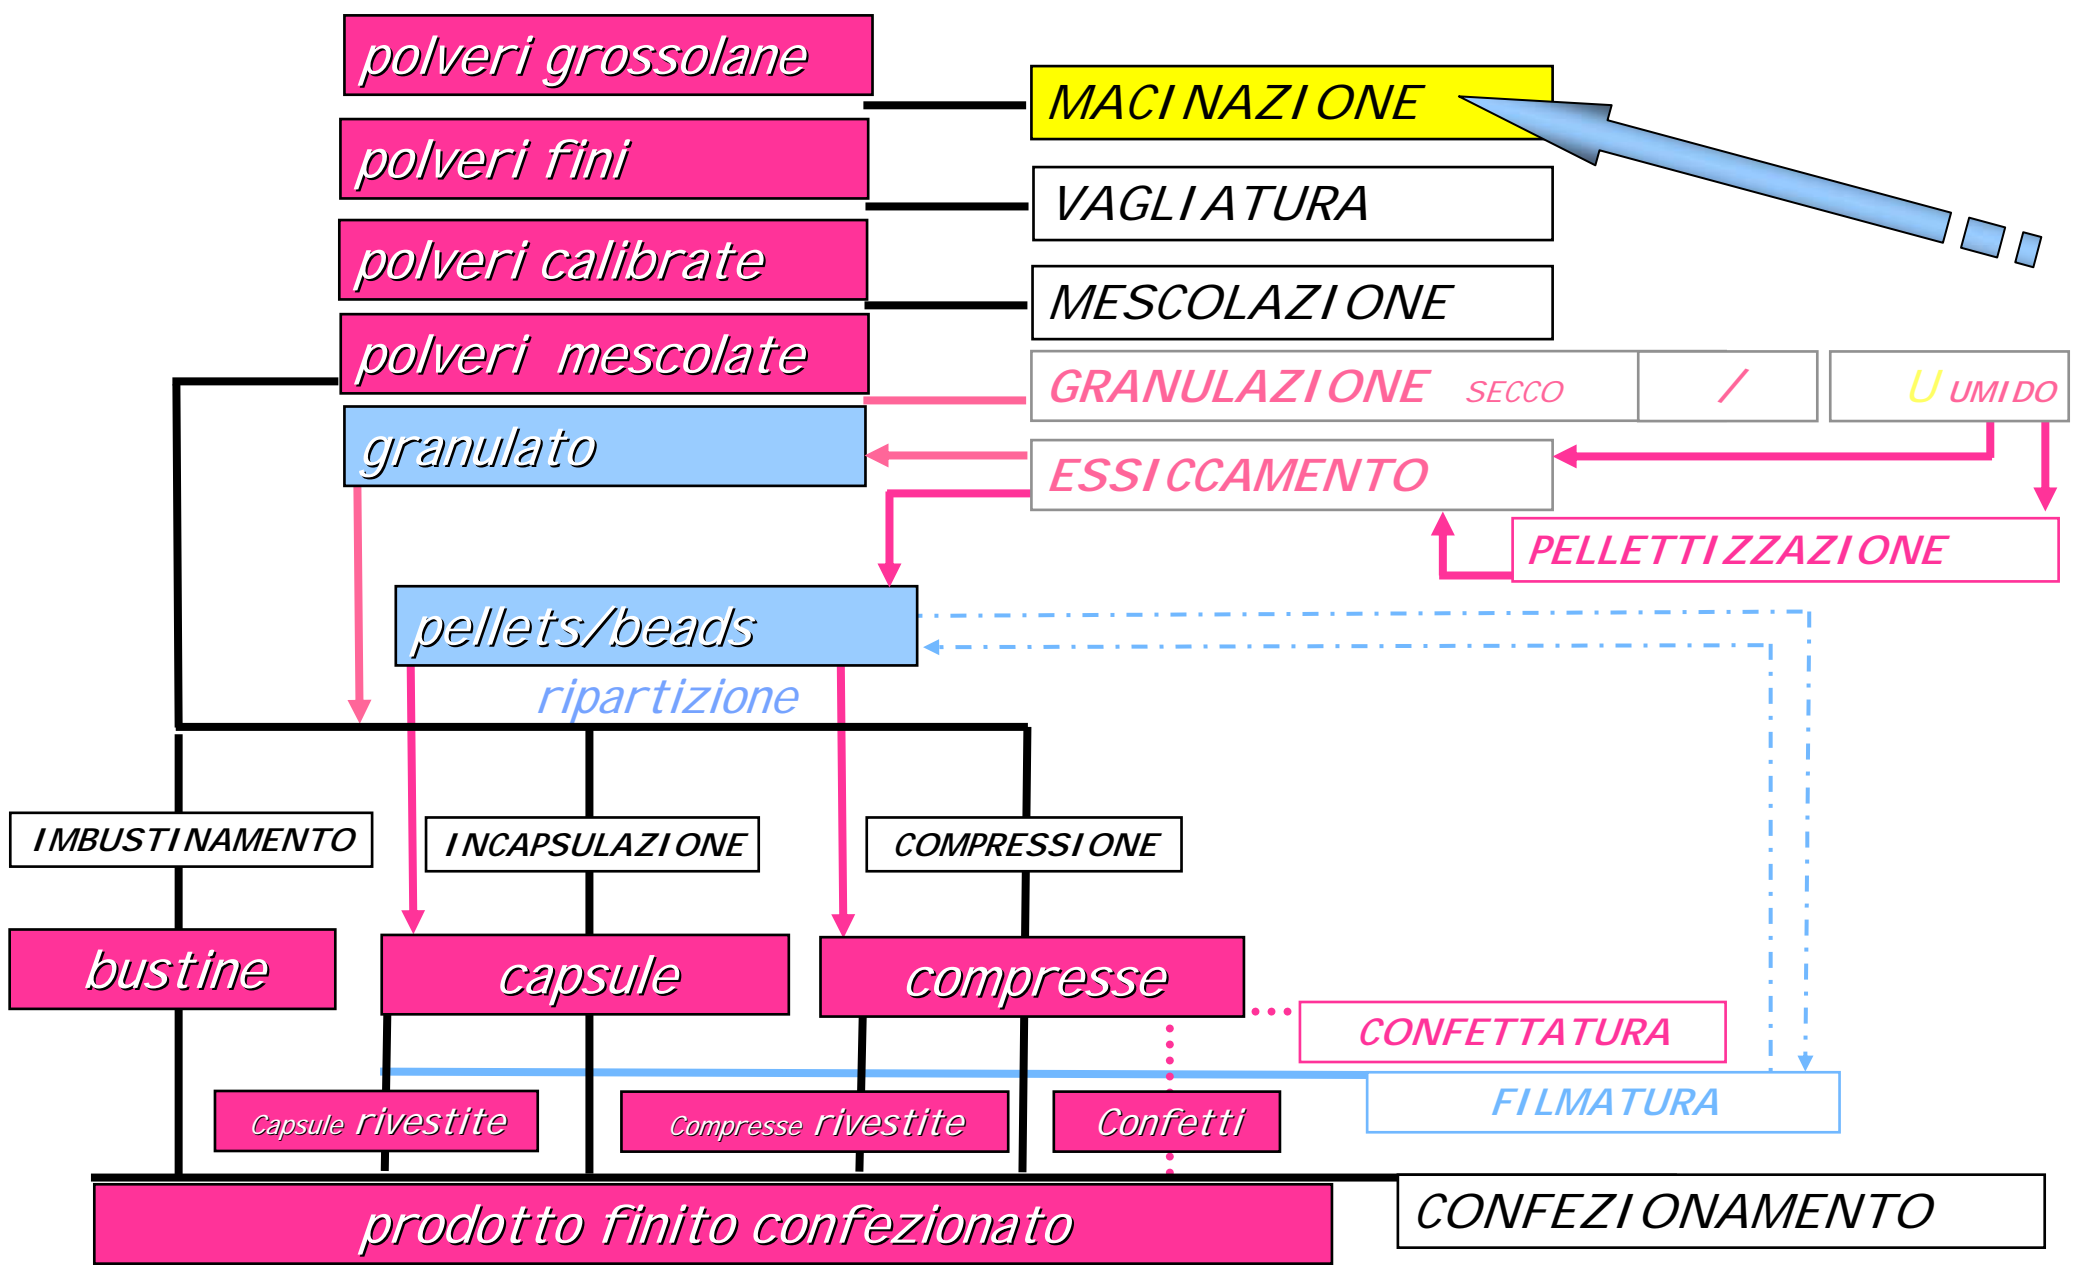 polveri grossolane
MACINAZIONE
polveri fini
VAGLIATURA
polveri calibrate
MESCOLAZIONE
polveri mescolate
GRANULAZIONE SECCO / U UMIDO
granulato
ESSICCAMENTO
PELLETTIZZAZIONE
pellets/beads
ripartizione
IMBUSTINAMENTO
INCAPSULAZIONE
COMPRESSIONE
bustine
capsule
compresse
CONFETTATURA
FILMATURA
Capsule rivestite
Compresse rivestite
Confetti
prodotto finito confezionato
CONFEZIONAMENTO